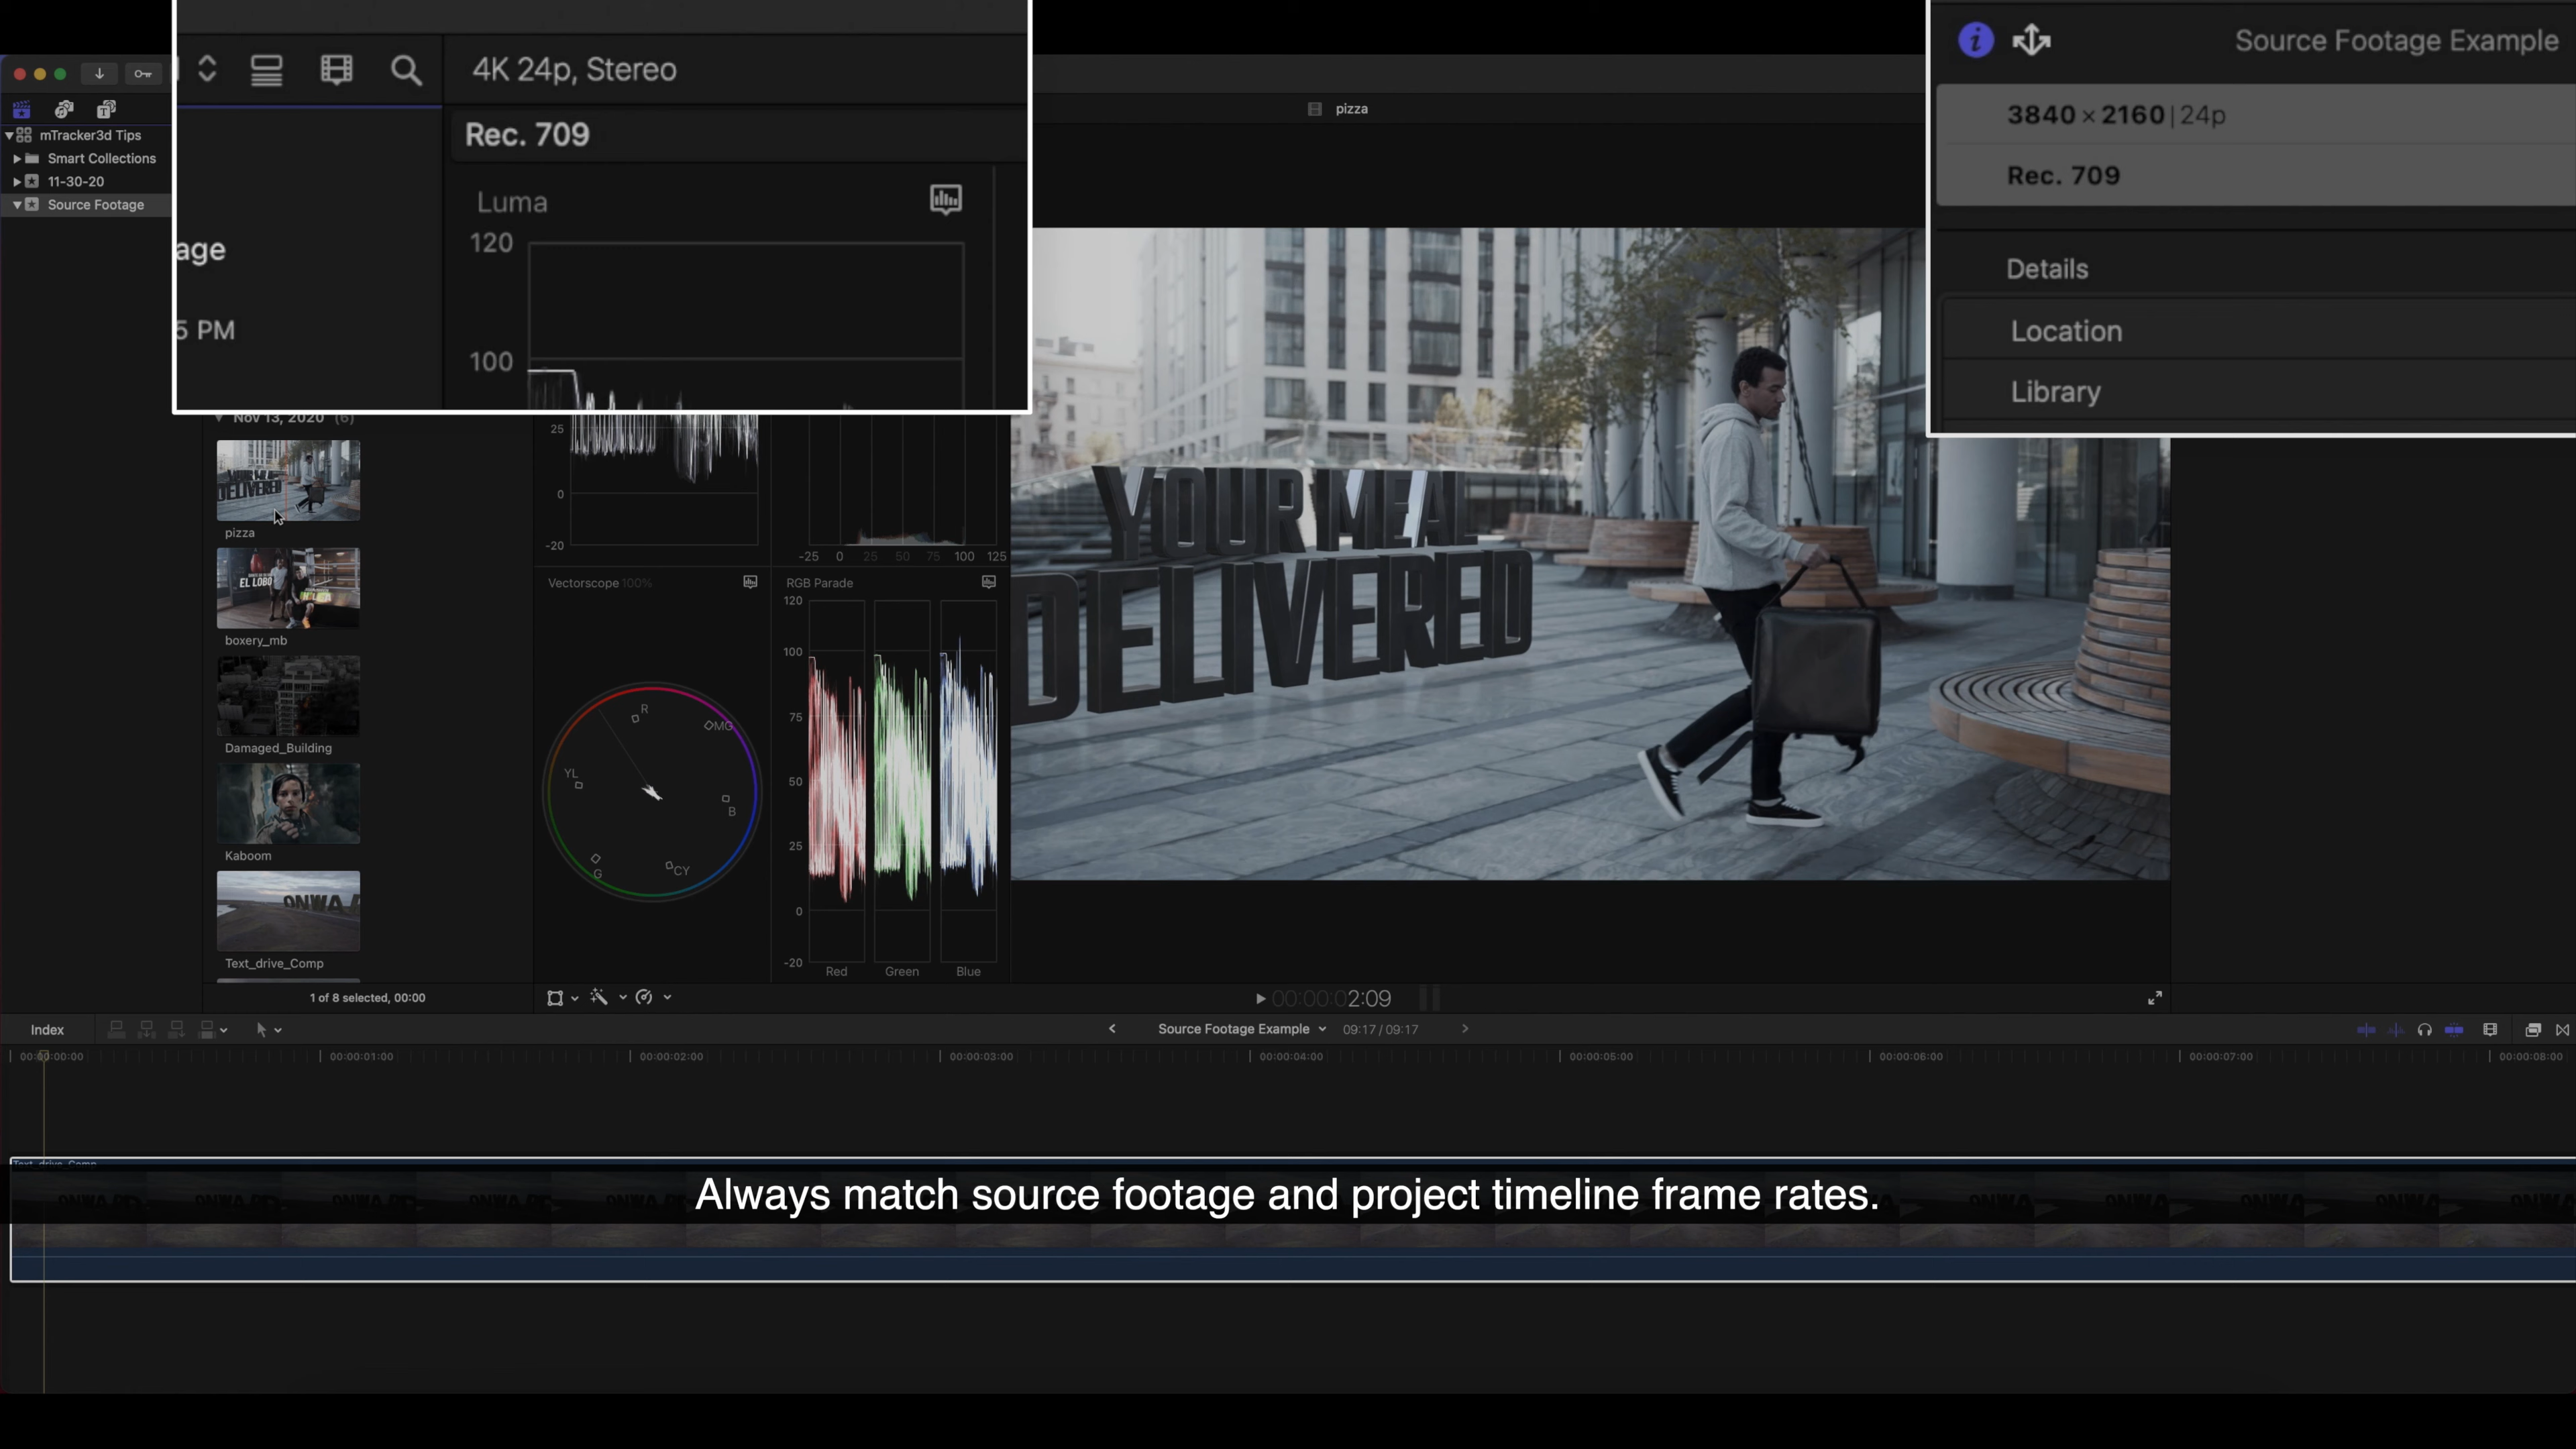 4K 24p, Stereo
Rec. 709
Luma
120
100
age
5 PM
Source Footage Example
3840 × 2160 | 24p
Rec. 709
Details
Location
Library
pizza
mTracker3d Tips
Smart Collections
11-30-20
Source Footage
Nov 13, 2020 (6)
pizza
EL LOBO
boxery_mb
Damaged_Building
Kaboom
Text_drive_Comp
1 of 8 selected, 00:00
25
0
-20
-25 0 25 50 75 100 125
Vectorscope 100%
R
MG
YL
B
G
CY
RGB Parade
120
100
75
50
25
0
-20
Red Green Blue
YOUR MEAL
DELIVERED
00:00:02:09
Index
Source Footage Example
09:17 / 09:17
00:00:00:00 00:00:01:00 00:00:02:00 00:00:03:00 00:00:04:00 00:00:05:00 00:00:06:00 00:00:07:00 00:00:08:00
Text_drive_Comp
Always match source footage and project timeline frame rates.